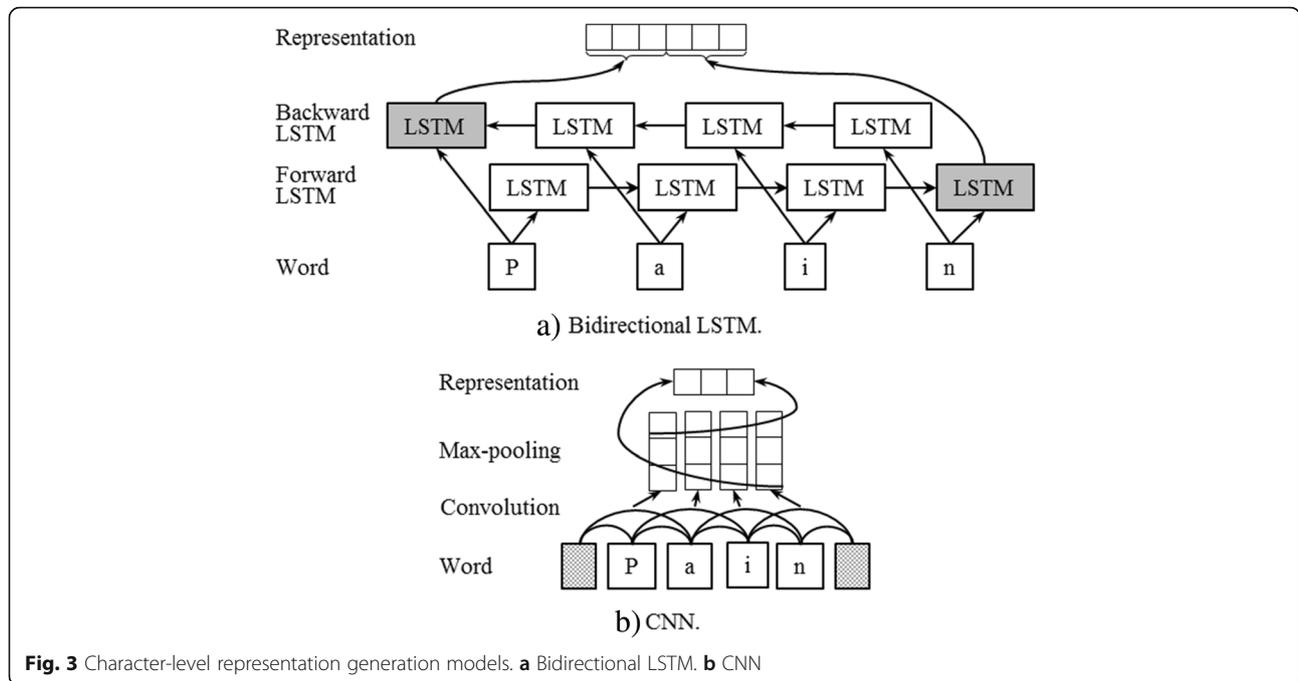 Representation
Backward
LSTM
LSTM LSTM LSTM LSTM
Forward
LSTM
LSTM LSTM LSTM LSTM
Word P a i n
a) Bidirectional LSTM.
Representation
Max-pooling
Convolution
Word P a i n
b) CNN.
Fig. 3 Character-level representation generation models. a Bidirectional LSTM. b CNN